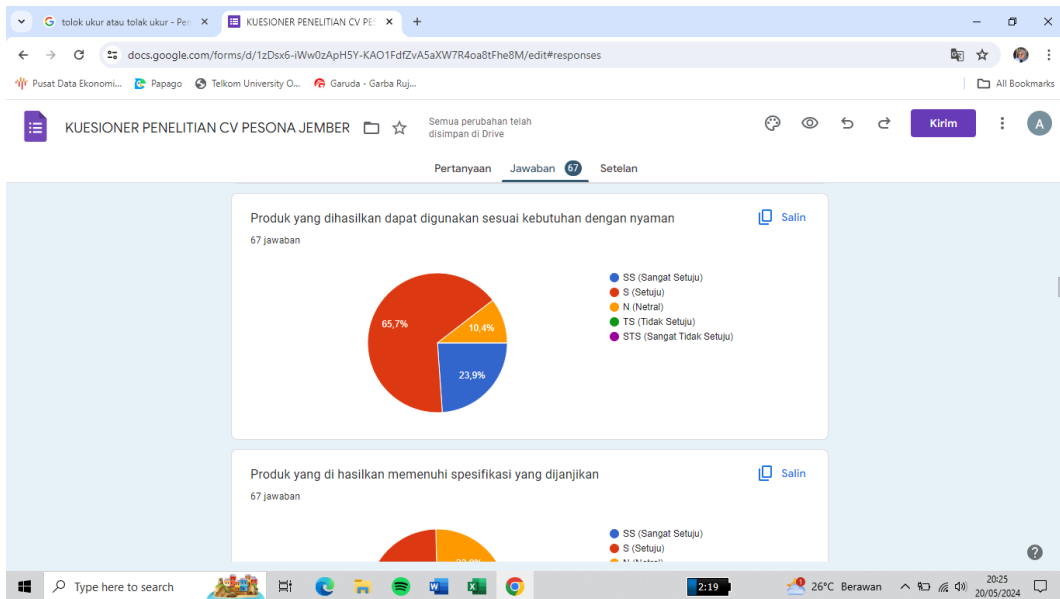 tolok ukur atau tolak ukur - Pen
KUESIONER PENELITIAN CV PES
docs.google.com/forms/d/1zDsx6-iWw0zApH5Y-KAO1FdfZvA5aXW7R4oa8tFhe8M/edit#responses
Pusat Data Ekonomi... Papago Telkom University O... Garuda - Garba Ruj... All Bookmarks
KUESIONER PENELITIAN CV PESONA JEMBER
Semua perubahan telah
disimpan di Drive
Kirim
A
Pertanyaan Jawaban 67 Setelan
Produk yang dihasilkan dapat digunakan sesuai kebutuhan dengan nyaman
Salin
67 jawaban
SS (Sangat Setuju)
S (Setuju)
N (Netral)
TS (Tidak Setuju)
STS (Sangat Tidak Setuju)
65,7%
10,4%
23,9%
Produk yang di hasilkan memenuhi spesifikasi yang dijanjikan
Salin
67 jawaban
SS (Sangat Setuju)
S (Setuju)
Type here to search
2:19
26°C Berawan
20:25
20/05/2024